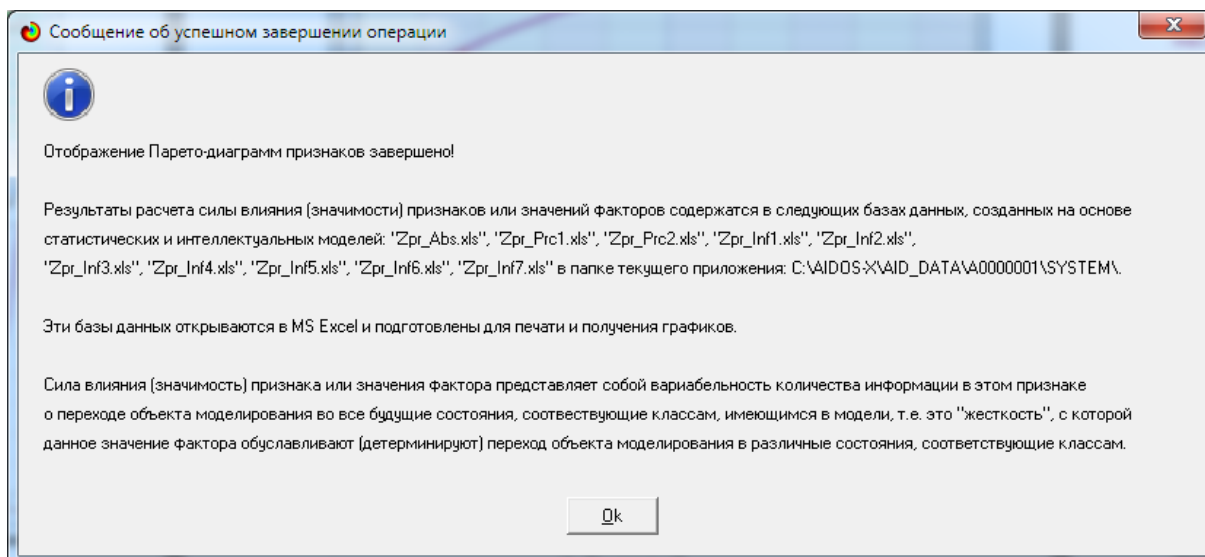 Сообщение об успешном завершении операции
Отображение Парето-диаграмм признаков завершено!
Результаты расчета силы влияния (значимости) признаков или значений факторов содержатся в следующих базах данных, созданных на основе
статистических и интеллектуальных моделей: "Zpr_Abs.xls", "Zpr_Prc1.xls", "Zpr_Prc2.xls", "Zpr_Inf1.xls", "Zpr_Inf2.xls",
"Zpr_Inf3.xls", "Zpr_Inf4.xls", "Zpr_Inf5.xls", "Zpr_Inf6.xls", "Zpr_Inf7.xls" в папке текущего приложения: C:\AIDOS-X\AID_DATA\A0000001\SYSTEM\.
Эти базы данных открываются в MS Excel и подготовлены для печати и получения графиков.
Сила влияния (значимость) признака или значения фактора представляет собой вариабельность количества информации в этом признаке
о переходе объекта моделирования во все будущие состояния, соотвествующие классам, имеющимся в модели, т.е. это "жесткость", с которой
данное значение фактора обуславливают (детерминируют) переход объекта моделирования в различные состояния, соответствующие классам.
Ok